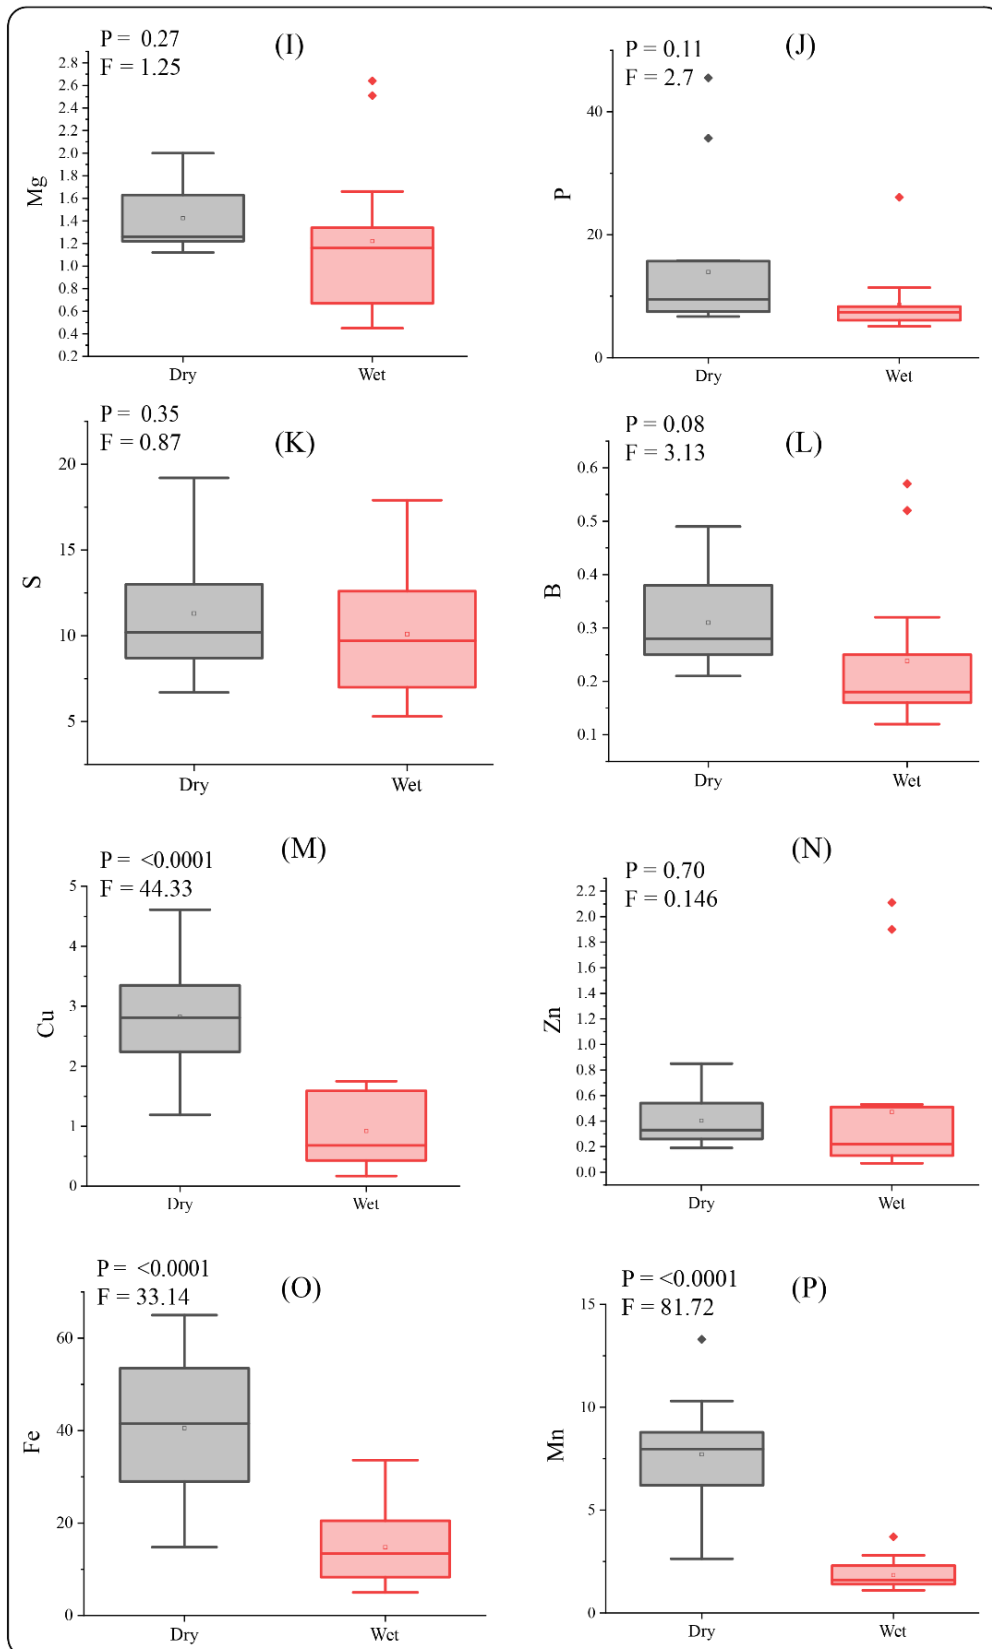 P = 0.27
F = 1.25
(I)
2.8
2.6
2.4
2.2
2.0
1.8
1.6
1.4
1.2
1.0
0.8
0.6
0.4
0.2
Mg
Dry
Wet
P = 0.11
F = 2.7
(J)
40
20
0
P
Dry
Wet
P = 0.35
F = 0.87
(K)
20
15
10
5
S
Dry
Wet
P = 0.08
F = 3.13
(L)
0.6
0.5
0.4
0.3
0.2
0.1
B
Dry
Wet
P = <0.0001
F = 44.33
(M)
5
4
3
2
1
0
Cu
Dry
Wet
P = 0.70
F = 0.146
(N)
2.2
2.0
1.8
1.6
1.4
1.2
1.0
0.8
0.6
0.4
0.2
0.0
Zn
Dry
Wet
P = <0.0001
F = 33.14
(O)
60
40
20
0
Fe
Dry
Wet
P = <0.0001
F = 81.72
(P)
15
10
5
0
Mn
Dry
Wet